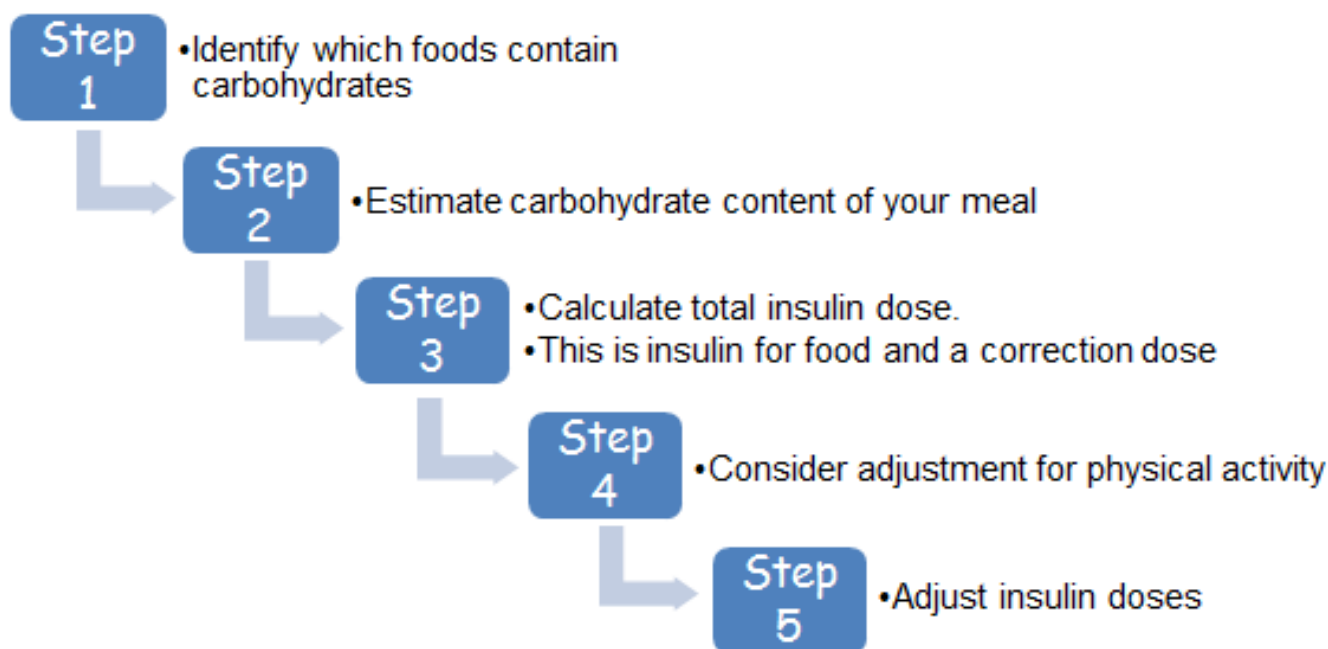 Step
1
•Identify which foods contain
carbohydrates
Step
2
•Estimate carbohydrate content of your meal
Step
3
•Calculate total insulin dose.
•This is insulin for food and a correction dose
Step
4
•Consider adjustment for physical activity
Step
5
•Adjust insulin doses